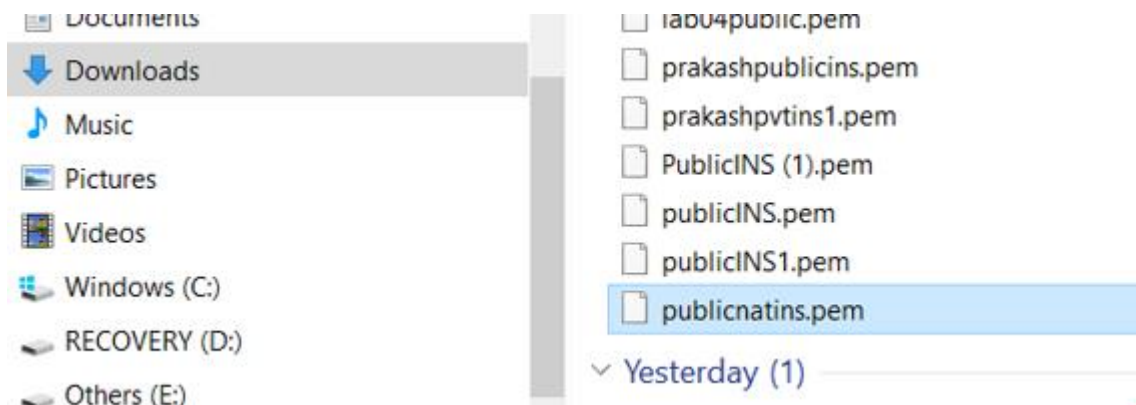 Documents
Downloads
Music
Pictures
Videos
Windows (C:)
RECOVERY (D:)
Others (E:)
lab04public.pem
prakashpublicins.pem
prakashpvtins1.pem
PublicINS (1).pem
publicINS.pem
publicINS1.pem
publicnatins.pem
Yesterday (1)